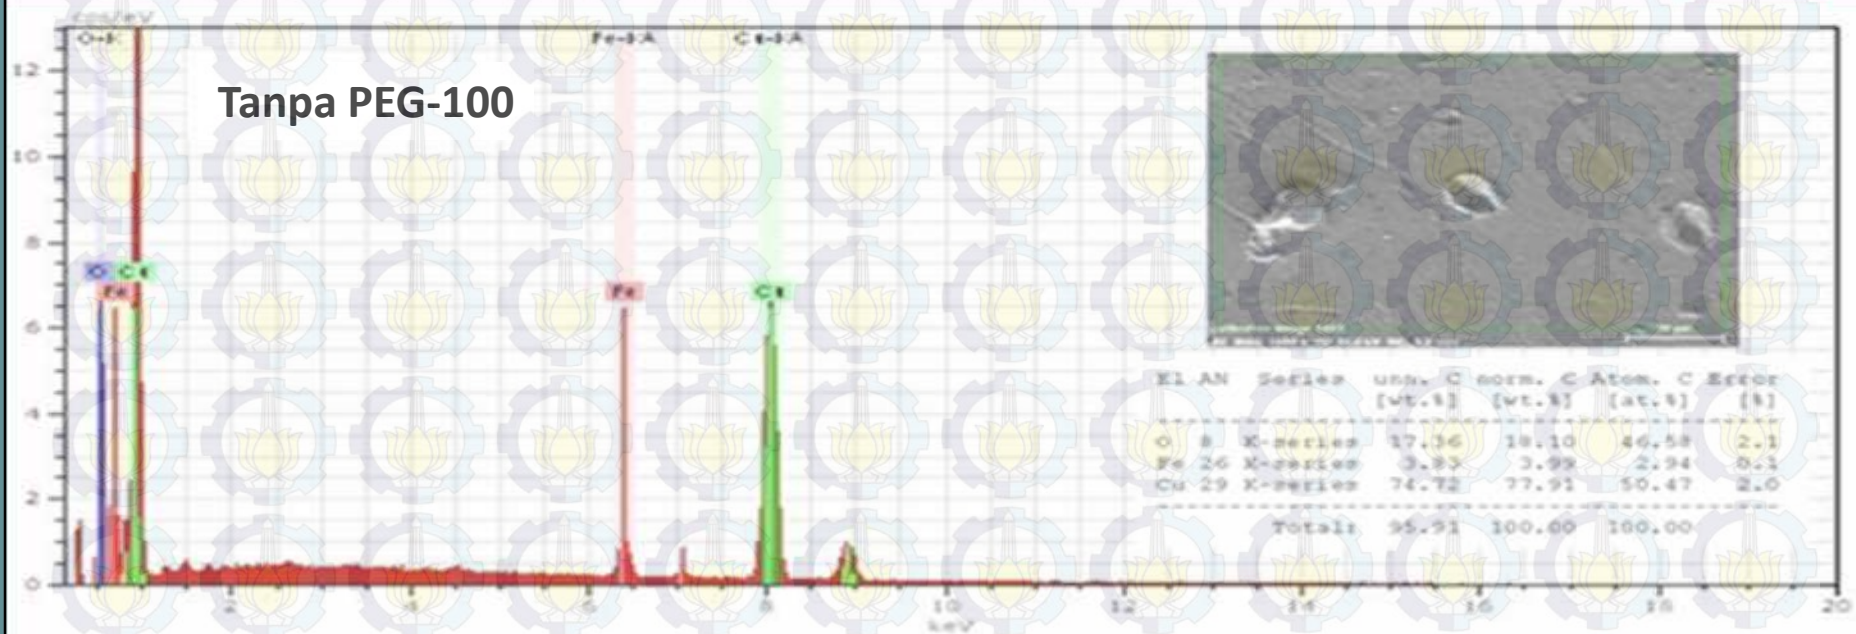 cps/eV
O-KA Fe-KA Cu-KA
12
Tanpa PEG-100
10
8
O Cu
Fe Fe Cu
6
4
2
0
2 4 6 8 10 12 14 16 18 20
keV
El AN Series unn. C norm. C Atom. C Error
[wt.%] [wt.%] [at.%] [%]
O 8 K-series 17.36 18.10 46.58 2.1
Fe 26 K-series 3.83 3.99 2.94 0.1
Cu 29 K-series 74.72 77.91 50.47 2.0
Total: 95.91 100.00 100.00